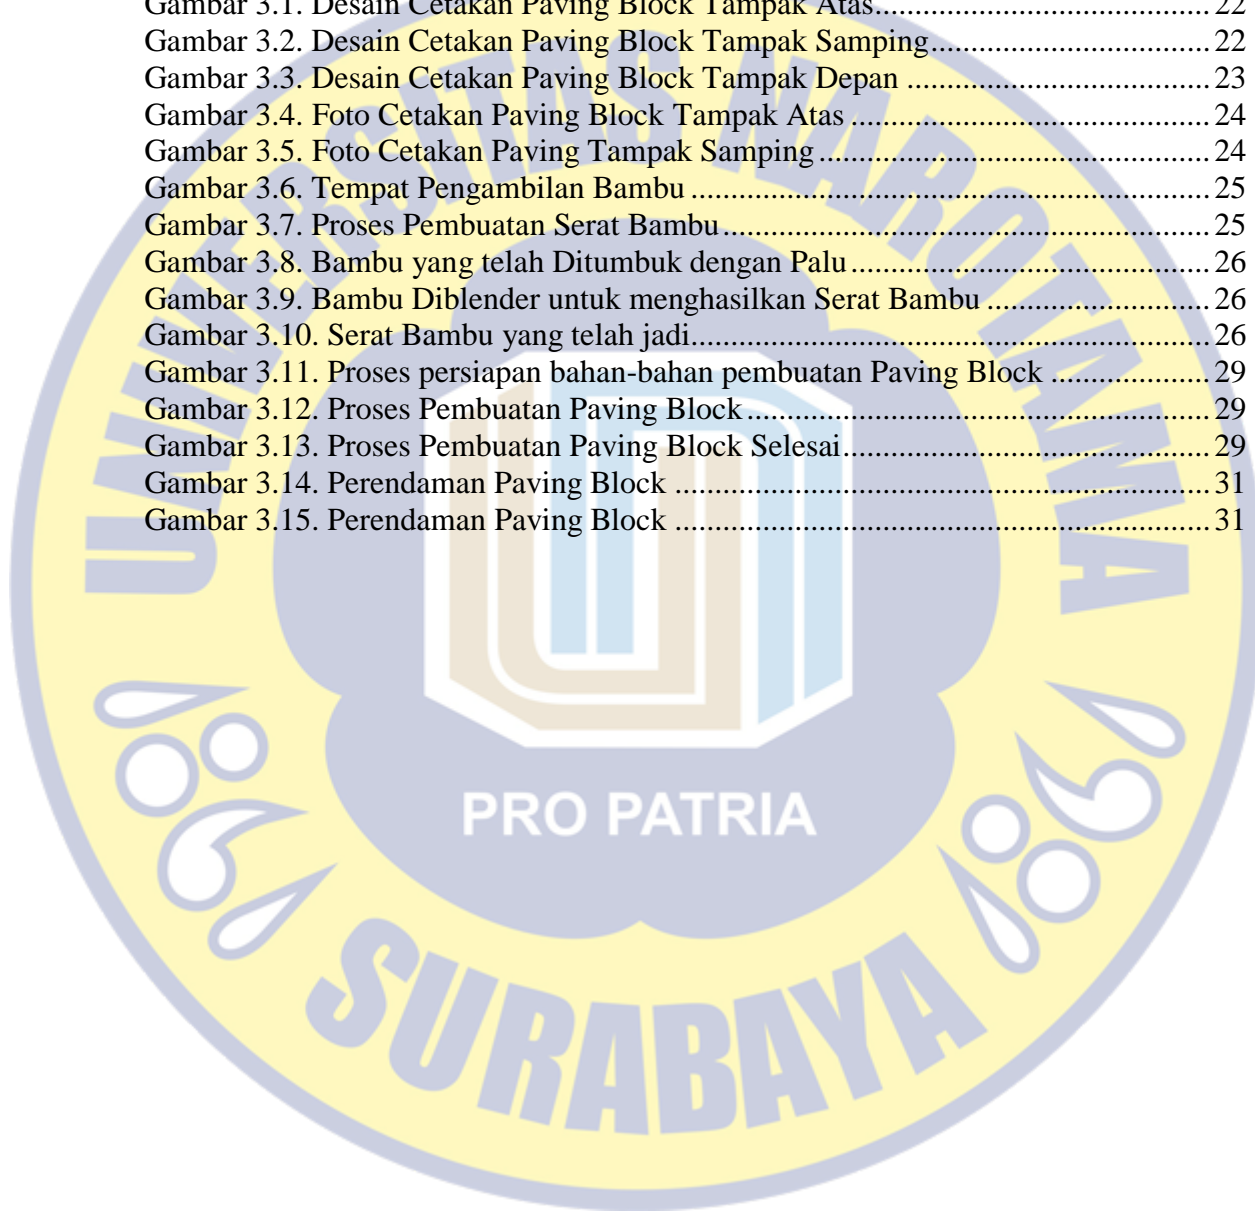 Gambar 3.1. Desain Cetakan Paving Block Tampak Atas.......................................... 22
Gambar 3.2. Desain Cetakan Paving Block Tampak Samping................................... 22
Gambar 3.3. Desain Cetakan Paving Block Tampak Depan ...................................... 23
Gambar 3.4. Foto Cetakan Paving Block Tampak Atas ............................................. 24
Gambar 3.5. Foto Cetakan Paving Tampak Samping ................................................. 24
Gambar 3.6. Tempat Pengambilan Bambu ................................................................. 25
Gambar 3.7. Proses Pembuatan Serat Bambu ............................................................. 25
Gambar 3.8. Bambu yang telah Ditumbuk dengan Palu ............................................. 26
Gambar 3.9. Bambu Diblender untuk menghasilkan Serat Bambu ............................ 26
Gambar 3.10. Serat Bambu yang telah jadi................................................................. 26
Gambar 3.11. Proses persiapan bahan-bahan pembuatan Paving Block .................... 29
Gambar 3.12. Proses Pembuatan Paving Block .......................................................... 29
Gambar 3.13. Proses Pembuatan Paving Block Selesai.............................................. 29
Gambar 3.14. Perendaman Paving Block ................................................................... 31
Gambar 3.15. Perendaman Paving Block ................................................................... 31
UNIVERSITAS NAROTAMA
PRO PATRIA
SURABAYA